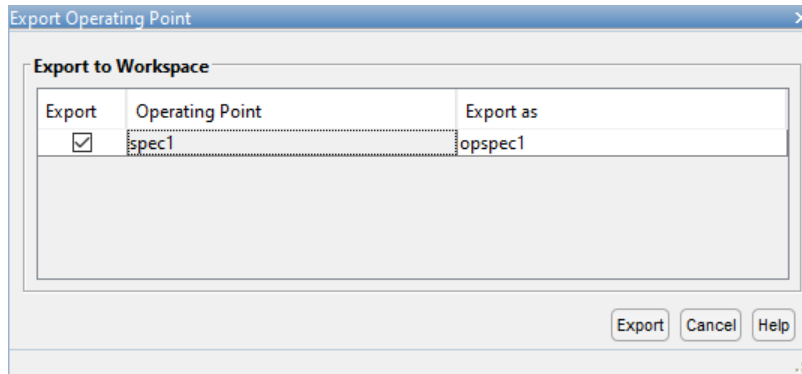 Export Operating Point
Export to Workspace
Export Operating Point Export as
spec1 opspec1
Export Cancel Help